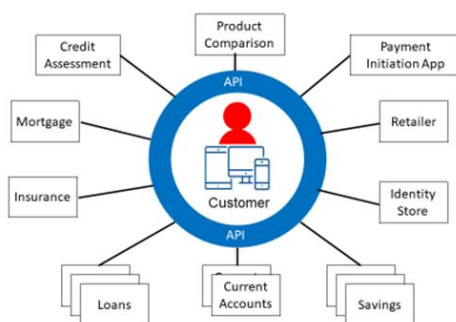 Product
Comparison
Credit
Assessment
Payment
Initiation App
API
Mortgage
Retailer
Customer
Insurance
Identity
Store
API
Loans
Current
Accounts
Savings